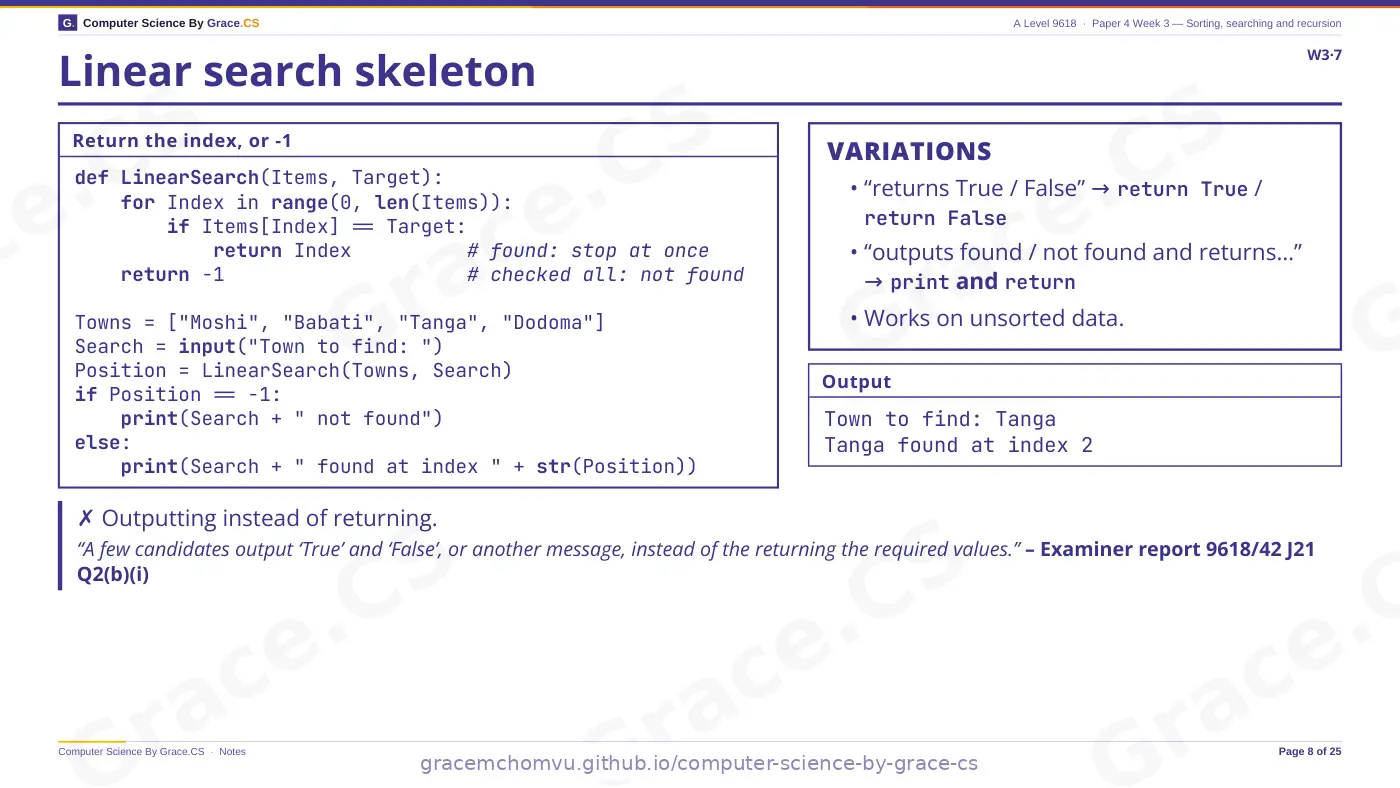 G. Computer Science By Grace.CS
A Level 9618 · Paper 4 Week 3 — Sorting, searching and recursion
Linear search skeleton
W3·7
Return the index, or -1
def LinearSearch(Items, Target):
    for Index in range(0, len(Items)):
        if Items[Index] == Target:
            return Index          # found: stop at once
    return -1                     # checked all: not found
Towns = ["Moshi", "Babati", "Tanga", "Dodoma"]
Search = input("Town to find: ")
Position = LinearSearch(Towns, Search)
if Position == -1:
    print(Search + " not found")
else:
    print(Search + " found at index " + str(Position))
VARIATIONS
• “returns True / False” → return True /
return False
• “outputs found / not found and returns…”
→ print and return
• Works on unsorted data.
Output
Town to find: Tanga
Tanga found at index 2
✗ Outputting instead of returning.
“A few candidates output ‘True’ and ‘False’, or another message, instead of the returning the required values.” – Examiner report 9618/42 J21
Q2(b)(i)
Computer Science By Grace.CS · Notes
Page 8 of 25
gracemchomvu.github.io/computer-science-by-grace-cs